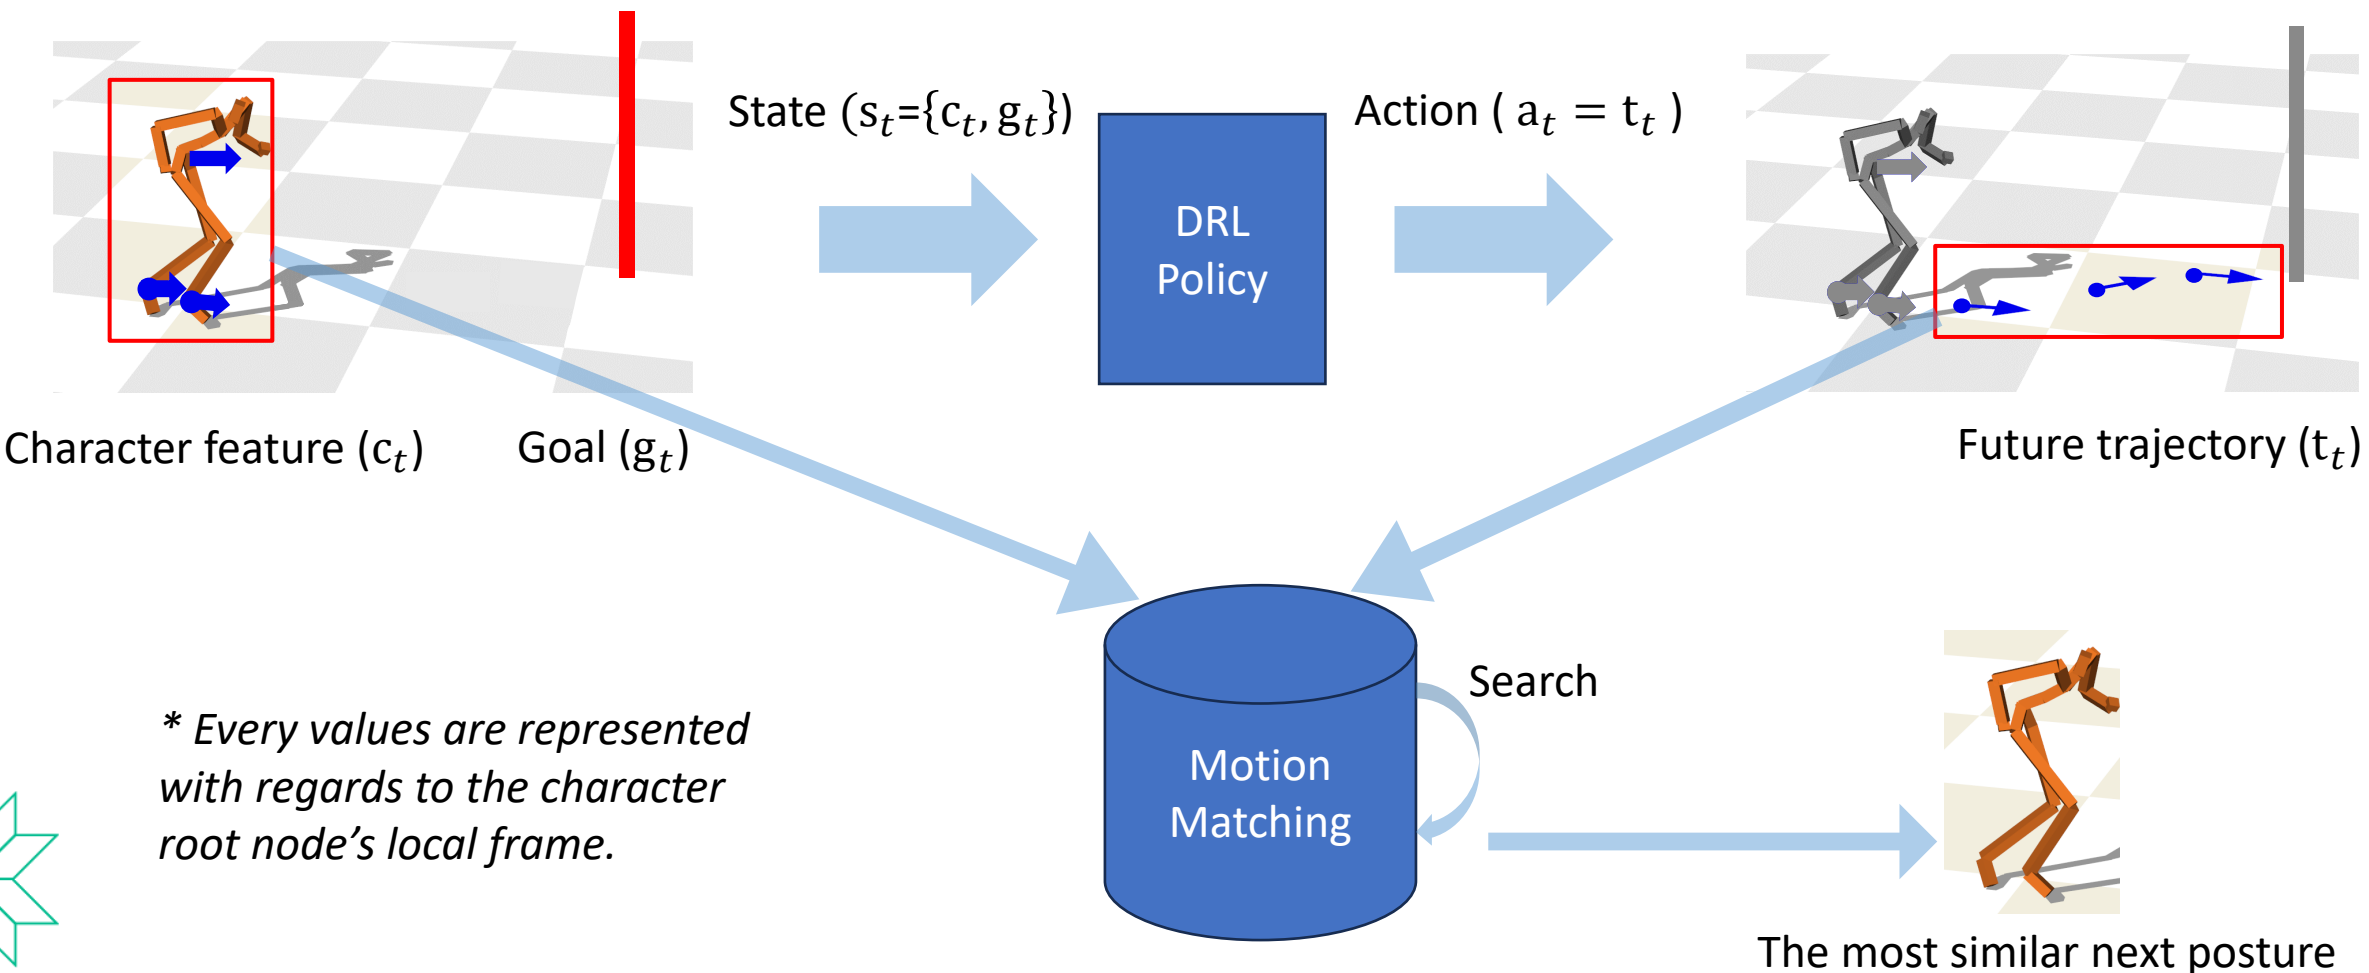 State (s_t={c_t, g_t})
Action ( a_t = t_t )
DRL
Policy
Character feature (c_t)
Goal (g_t)
Future trajectory (t_t)
Search
Motion
Matching
* Every values are represented
with regards to the character
root node’s local frame.
The most similar next posture